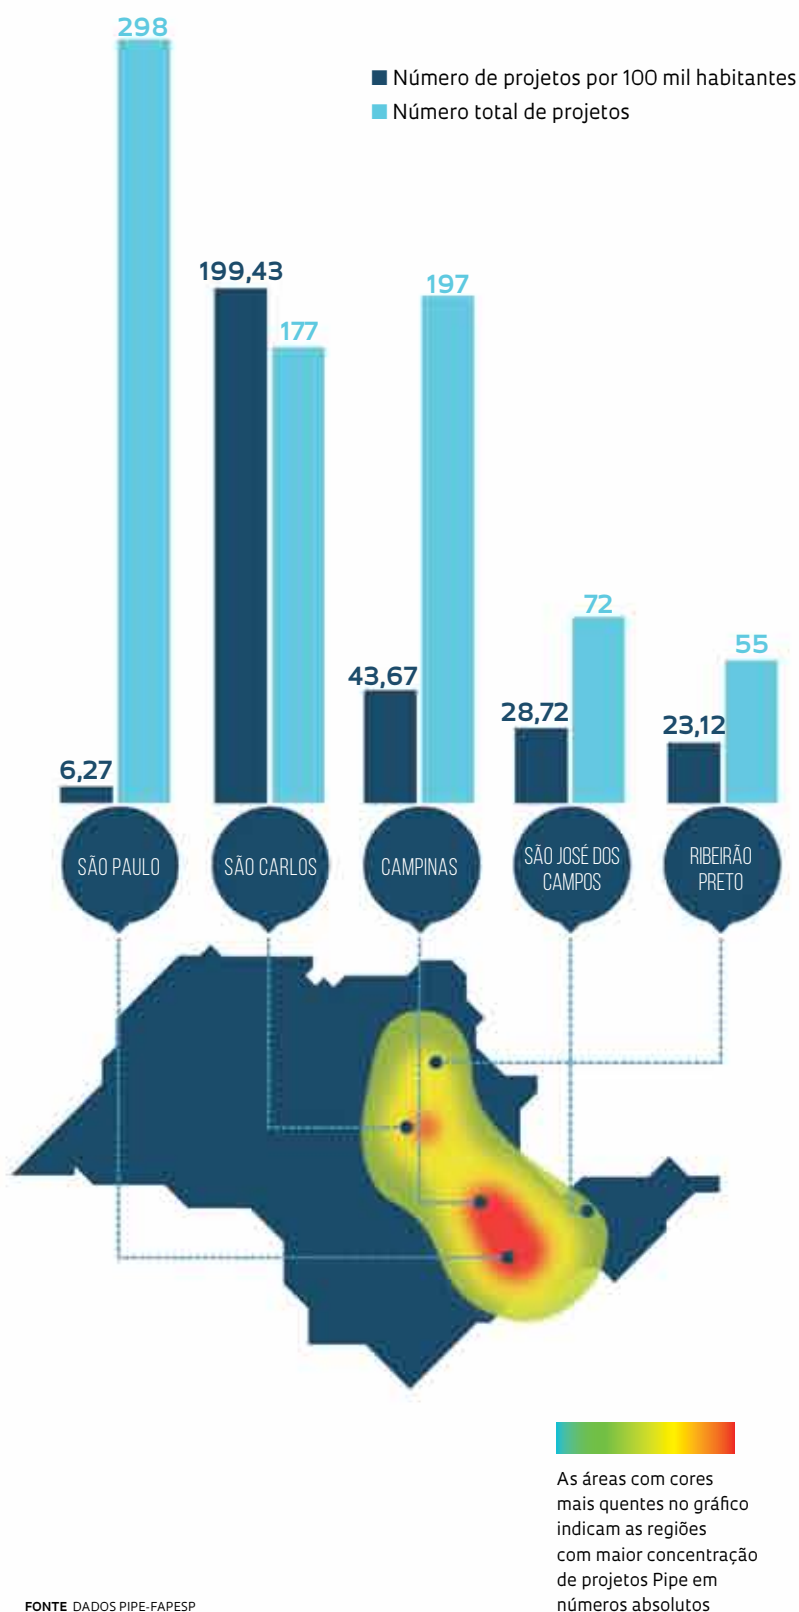 298
Número de projetos por 100 mil habitantes
Número total de projetos
199,43
197
177
72
55
43,67
28,72
23,12
6,27
SÃO PAULO
SÃO CARLOS
CAMPINAS
SÃO JOSÉ DOS
CAMPOS
RIBEIRÃO
PRETO
As áreas com cores
mais quentes no gráfico
indicam as regiões
com maior concentração
de projetos Pipe em
números absolutos
FONTE DADOS PIPE-FAPESP